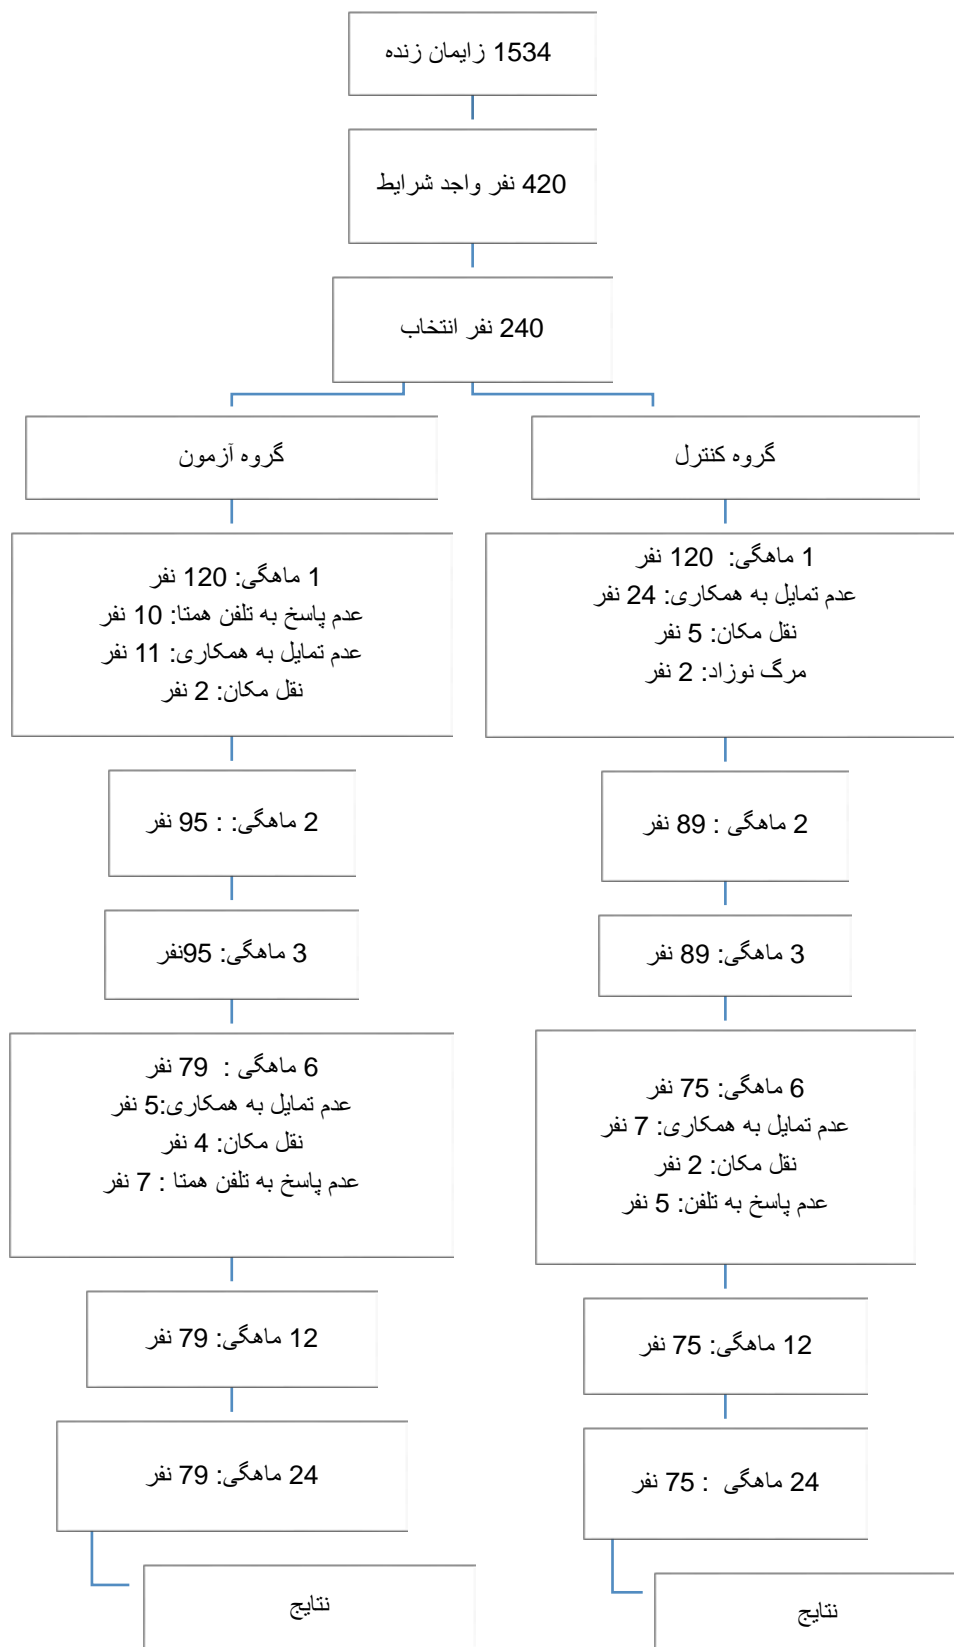 1534 زایمان زنده
420 نفر واجد شرایط
240 نفر انتخاب
گروه کنترل
گروه آزمون
1 ماهگی: 120 نفر
عدم تمایل به همکاری: 24 نفر
نقل مکان: 5 نفر
مرگ نوزاد: 2 نفر
1 ماهگی: 120 نفر
عدم پاسخ به تلفن همتا: 10 نفر
عدم تمایل به همکاری: 11 نفر
نقل مکان: 2 نفر
2 ماهگی : 89 نفر
2 ماهگی: : 95 نفر
3 ماهگی: 89 نفر
3 ماهگی: 95نفر
6 ماهگی: 75 نفر
عدم تمایل به همکاری: 7 نفر
نقل مکان: 2 نفر
عدم پاسخ به تلفن: 5 نفر
6 ماهگی : 79 نفر
عدم تمایل به همکاری:5 نفر
نقل مکان: 4 نفر
عدم پاسخ به تلفن همتا : 7 نفر
12 ماهگی: 75 نفر
12 ماهگی: 79 نفر
24 ماهگی : 75 نفر
24 ماهگی: 79 نفر
نتایج
نتایج